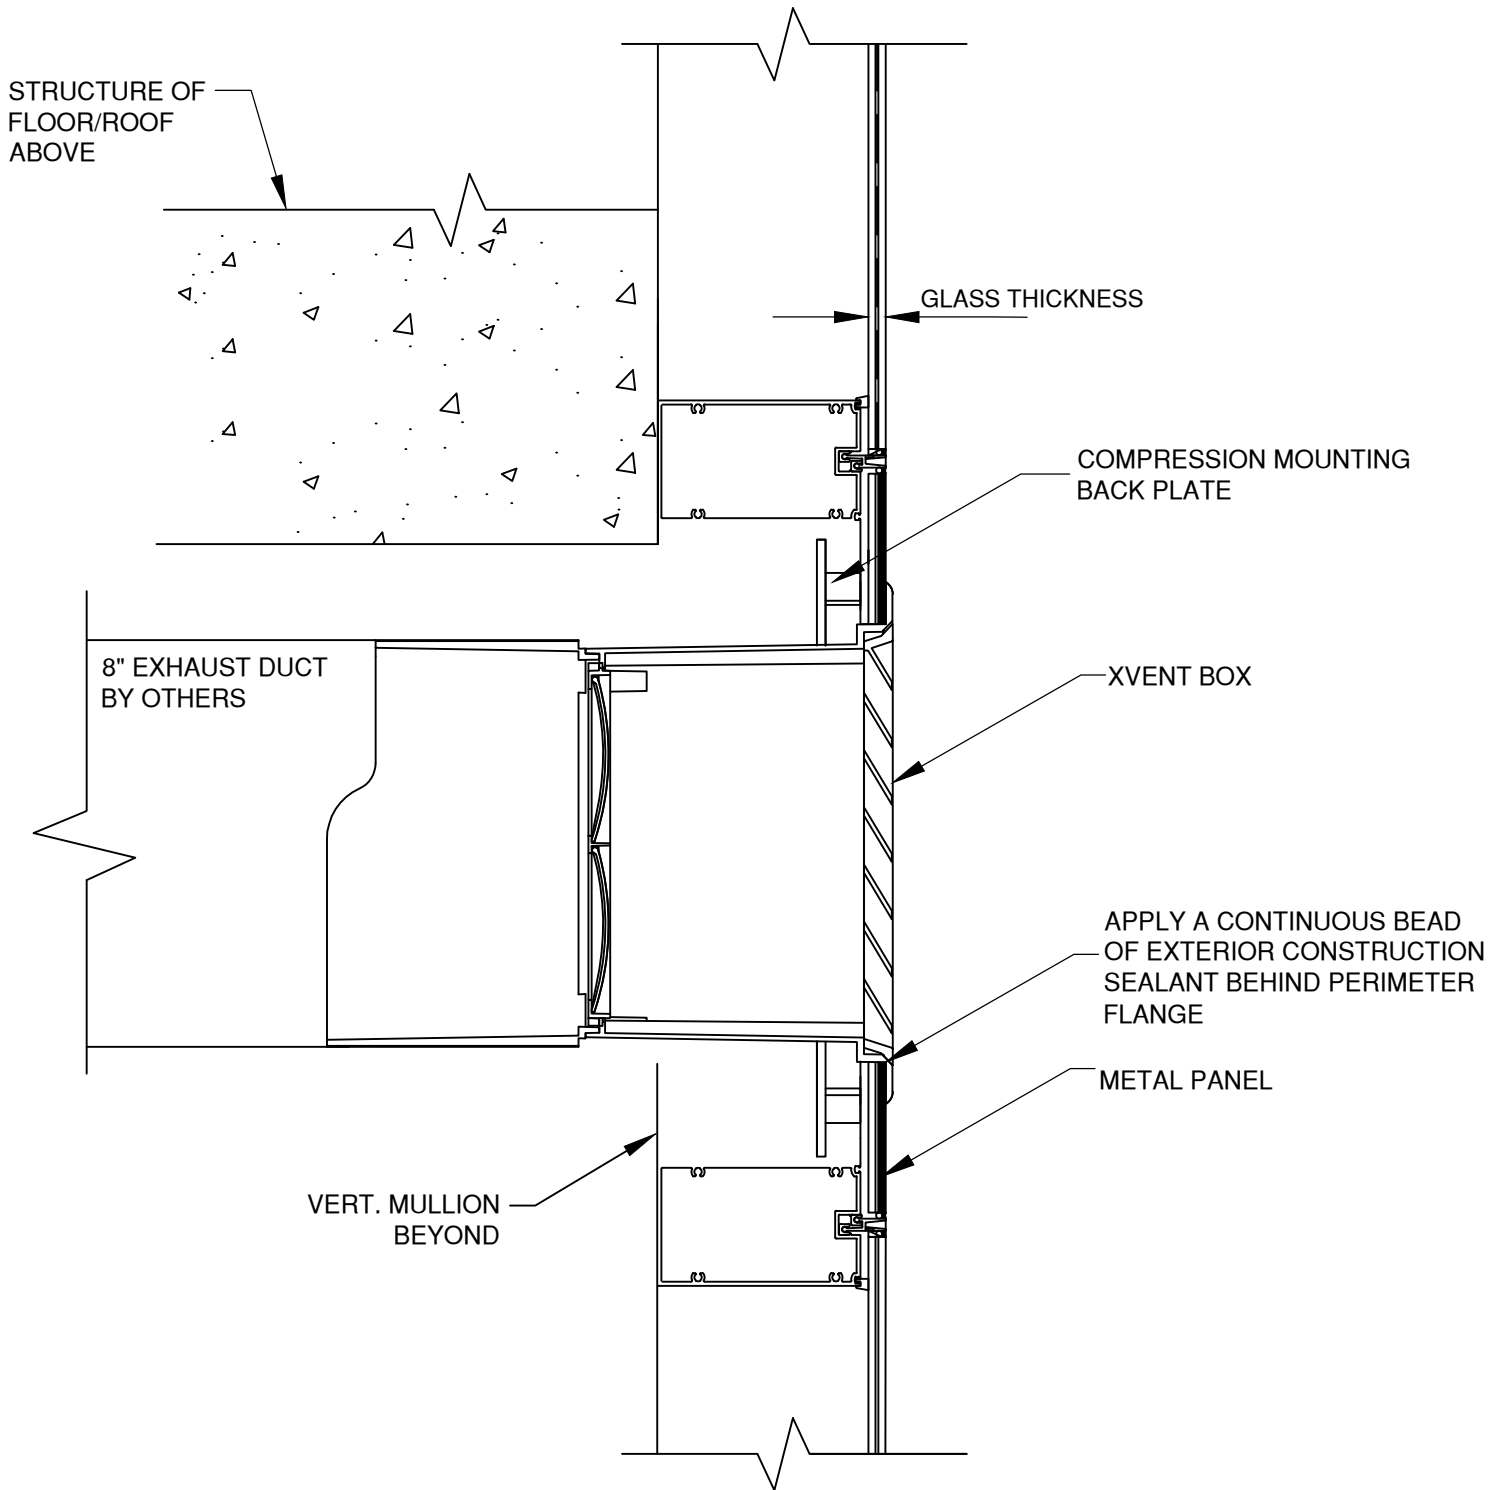 STRUCTURE OF
FLOOR/ROOF
ABOVE
GLASS THICKNESS
COMPRESSION MOUNTING
BACK PLATE
8" EXHAUST DUCT
BY OTHERS
XVENT BOX
APPLY A CONTINUOUS BEAD
OF EXTERIOR CONSTRUCTION
SEALANT BEHIND PERIMETER
FLANGE
METAL PANEL
VERT. MULLION
BEYOND